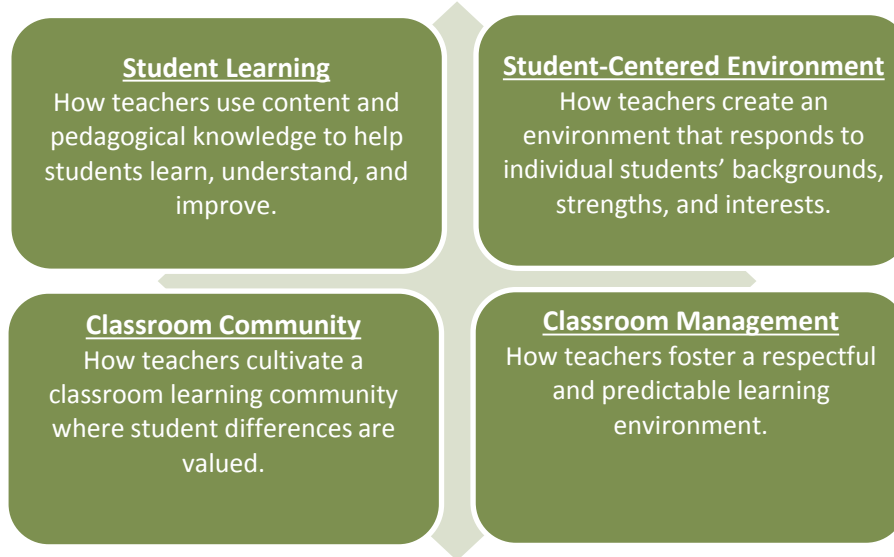 Student Learning
How teachers use content and
pedagogical knowledge to help
students learn, understand, and
improve.
Student-Centered Environment
How teachers create an
environment that responds to
individual students’ backgrounds,
strengths, and interests.
Classroom Community
How teachers cultivate a
classroom learning community
where student differences are
valued.
Classroom Management
How teachers foster a respectful
and predictable learning
environment.